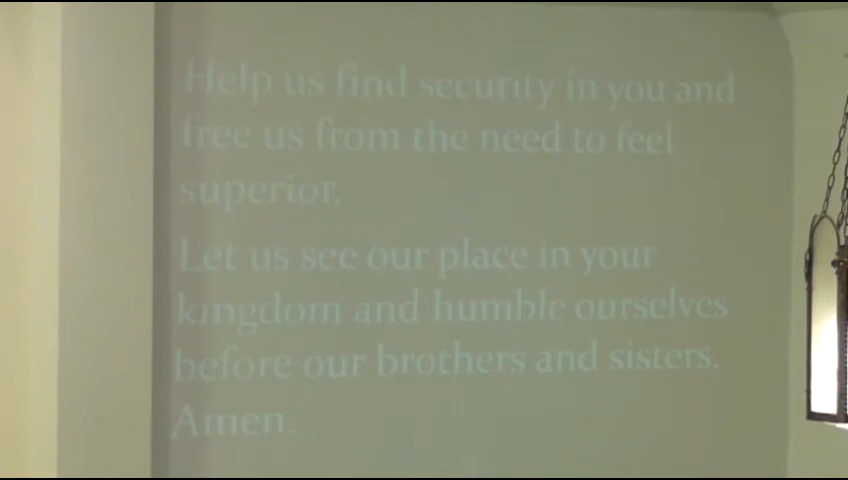 Help us find security in you and
free us from the need to feel
superior.
Let us see our place in your
kingdom and humble ourselves
before our brothers and sisters.
Amen.